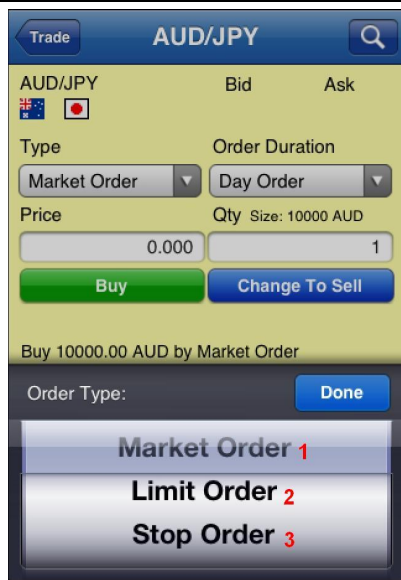 Trade AUD/JPY
AUD/JPY Bid Ask
Type Order Duration
Market Order Day Order
Price Qty Size: 10000 AUD
0.000 1
Buy Change To Sell
Buy 10000.00 AUD by Market Order
Order Type: Done
Market Order 1
Limit Order 2
Stop Order 3